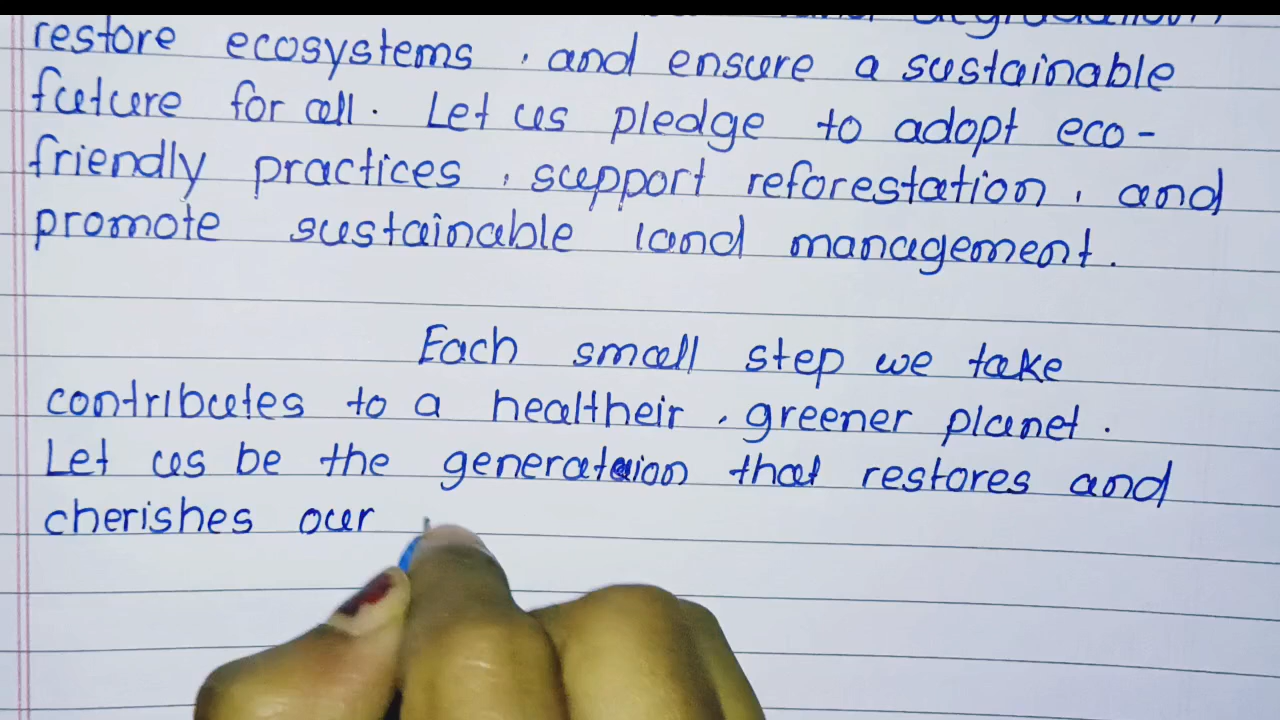 degradation,
restore ecosystems, and ensure a sustainable
future for all. Let us pledge to adopt eco-
friendly practices, support reforestation, and
promote sustainable land management.
Each small step we take
contributes to a healtheir, greener planet.
Let us be the generataion that restores and
cherishes our